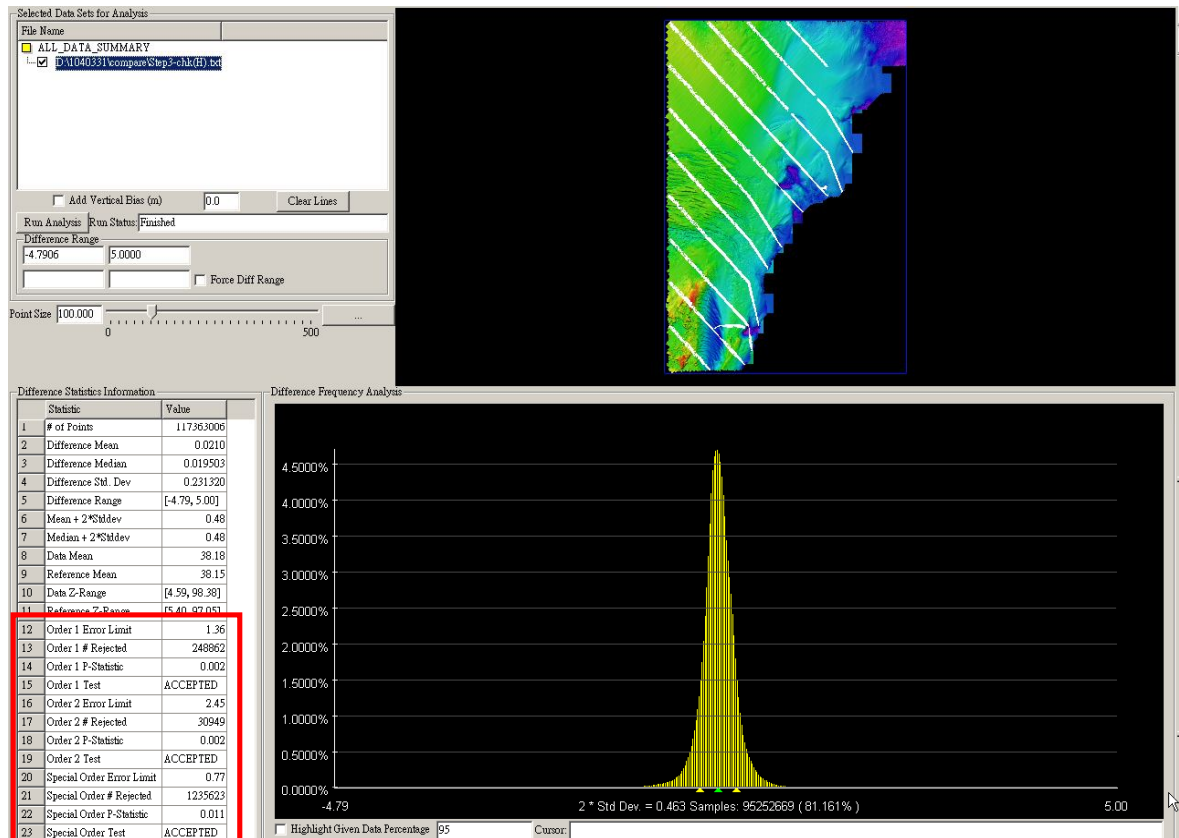 Selected Data Sets for Analysis
File Name
ALL_DATA_SUMMARY
D:\1040331\compare\Step3-chk(H).txt
Add Vertical Bias (m) 0.0 Clear Lines
Run Analysis Run Status: Finished
Difference Range
-4.7906 5.0000
Force Diff Range
Point Size 100.000 ...
0 500
Difference Statistics Information
Statistic Value
1 # of Points 117363006
2 Difference Mean 0.0210
3 Difference Median 0.019503
4 Difference Std. Dev 0.231320
5 Difference Range [-4.79, 5.00]
6 Mean + 2*Stddev 0.48
7 Median + 2*Stddev 0.48
8 Data Mean 38.18
9 Reference Mean 38.15
10 Data Z-Range [4.59, 98.38]
11 Reference Z-Range [5.40, 97.05]
12 Order 1 Error Limit 1.36
13 Order 1 # Rejected 248862
14 Order 1 P-Statistic 0.002
15 Order 1 Test ACCEPTED
16 Order 2 Error Limit 2.45
17 Order 2 # Rejected 30949
18 Order 2 P-Statistic 0.002
19 Order 2 Test ACCEPTED
20 Special Order Error Limit 0.77
21 Special Order # Rejected 1235623
22 Special Order P-Statistic 0.011
23 Special Order Test ACCEPTED
Difference Frequency Analysis
4.5000%
4.0000%
3.5000%
3.0000%
2.5000%
2.0000%
1.5000%
1.0000%
0.5000%
0.0000%
-4.79 2 * Std Dev. = 0.463 Samples: 95252669 ( 81.161% ) 5.00
Highlight Given Data Percentage 95 Cursor: